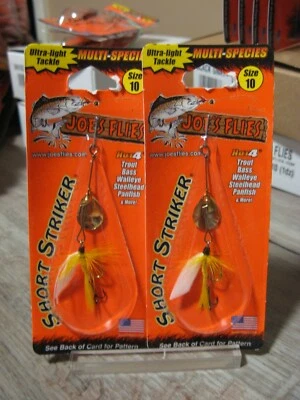 Ultra-light
Tackle
MULTI-SPECIES
Size
10
JOE'S FLIES
www.joesflies.com
HOT4
Trout
Bass
Walleye
Steelhead
Panfish
& More!
SHORT STRIKER
See Back of Card for Pattern
Ultra-light
Tackle
MULTI-SPECIES
Size
10
JOE'S FLIES
www.joesflies.com
HOT4
Trout
Bass
Walleye
Steelhead
Panfish
& More!
SHORT STRIKER
See Back of Card for Pattern